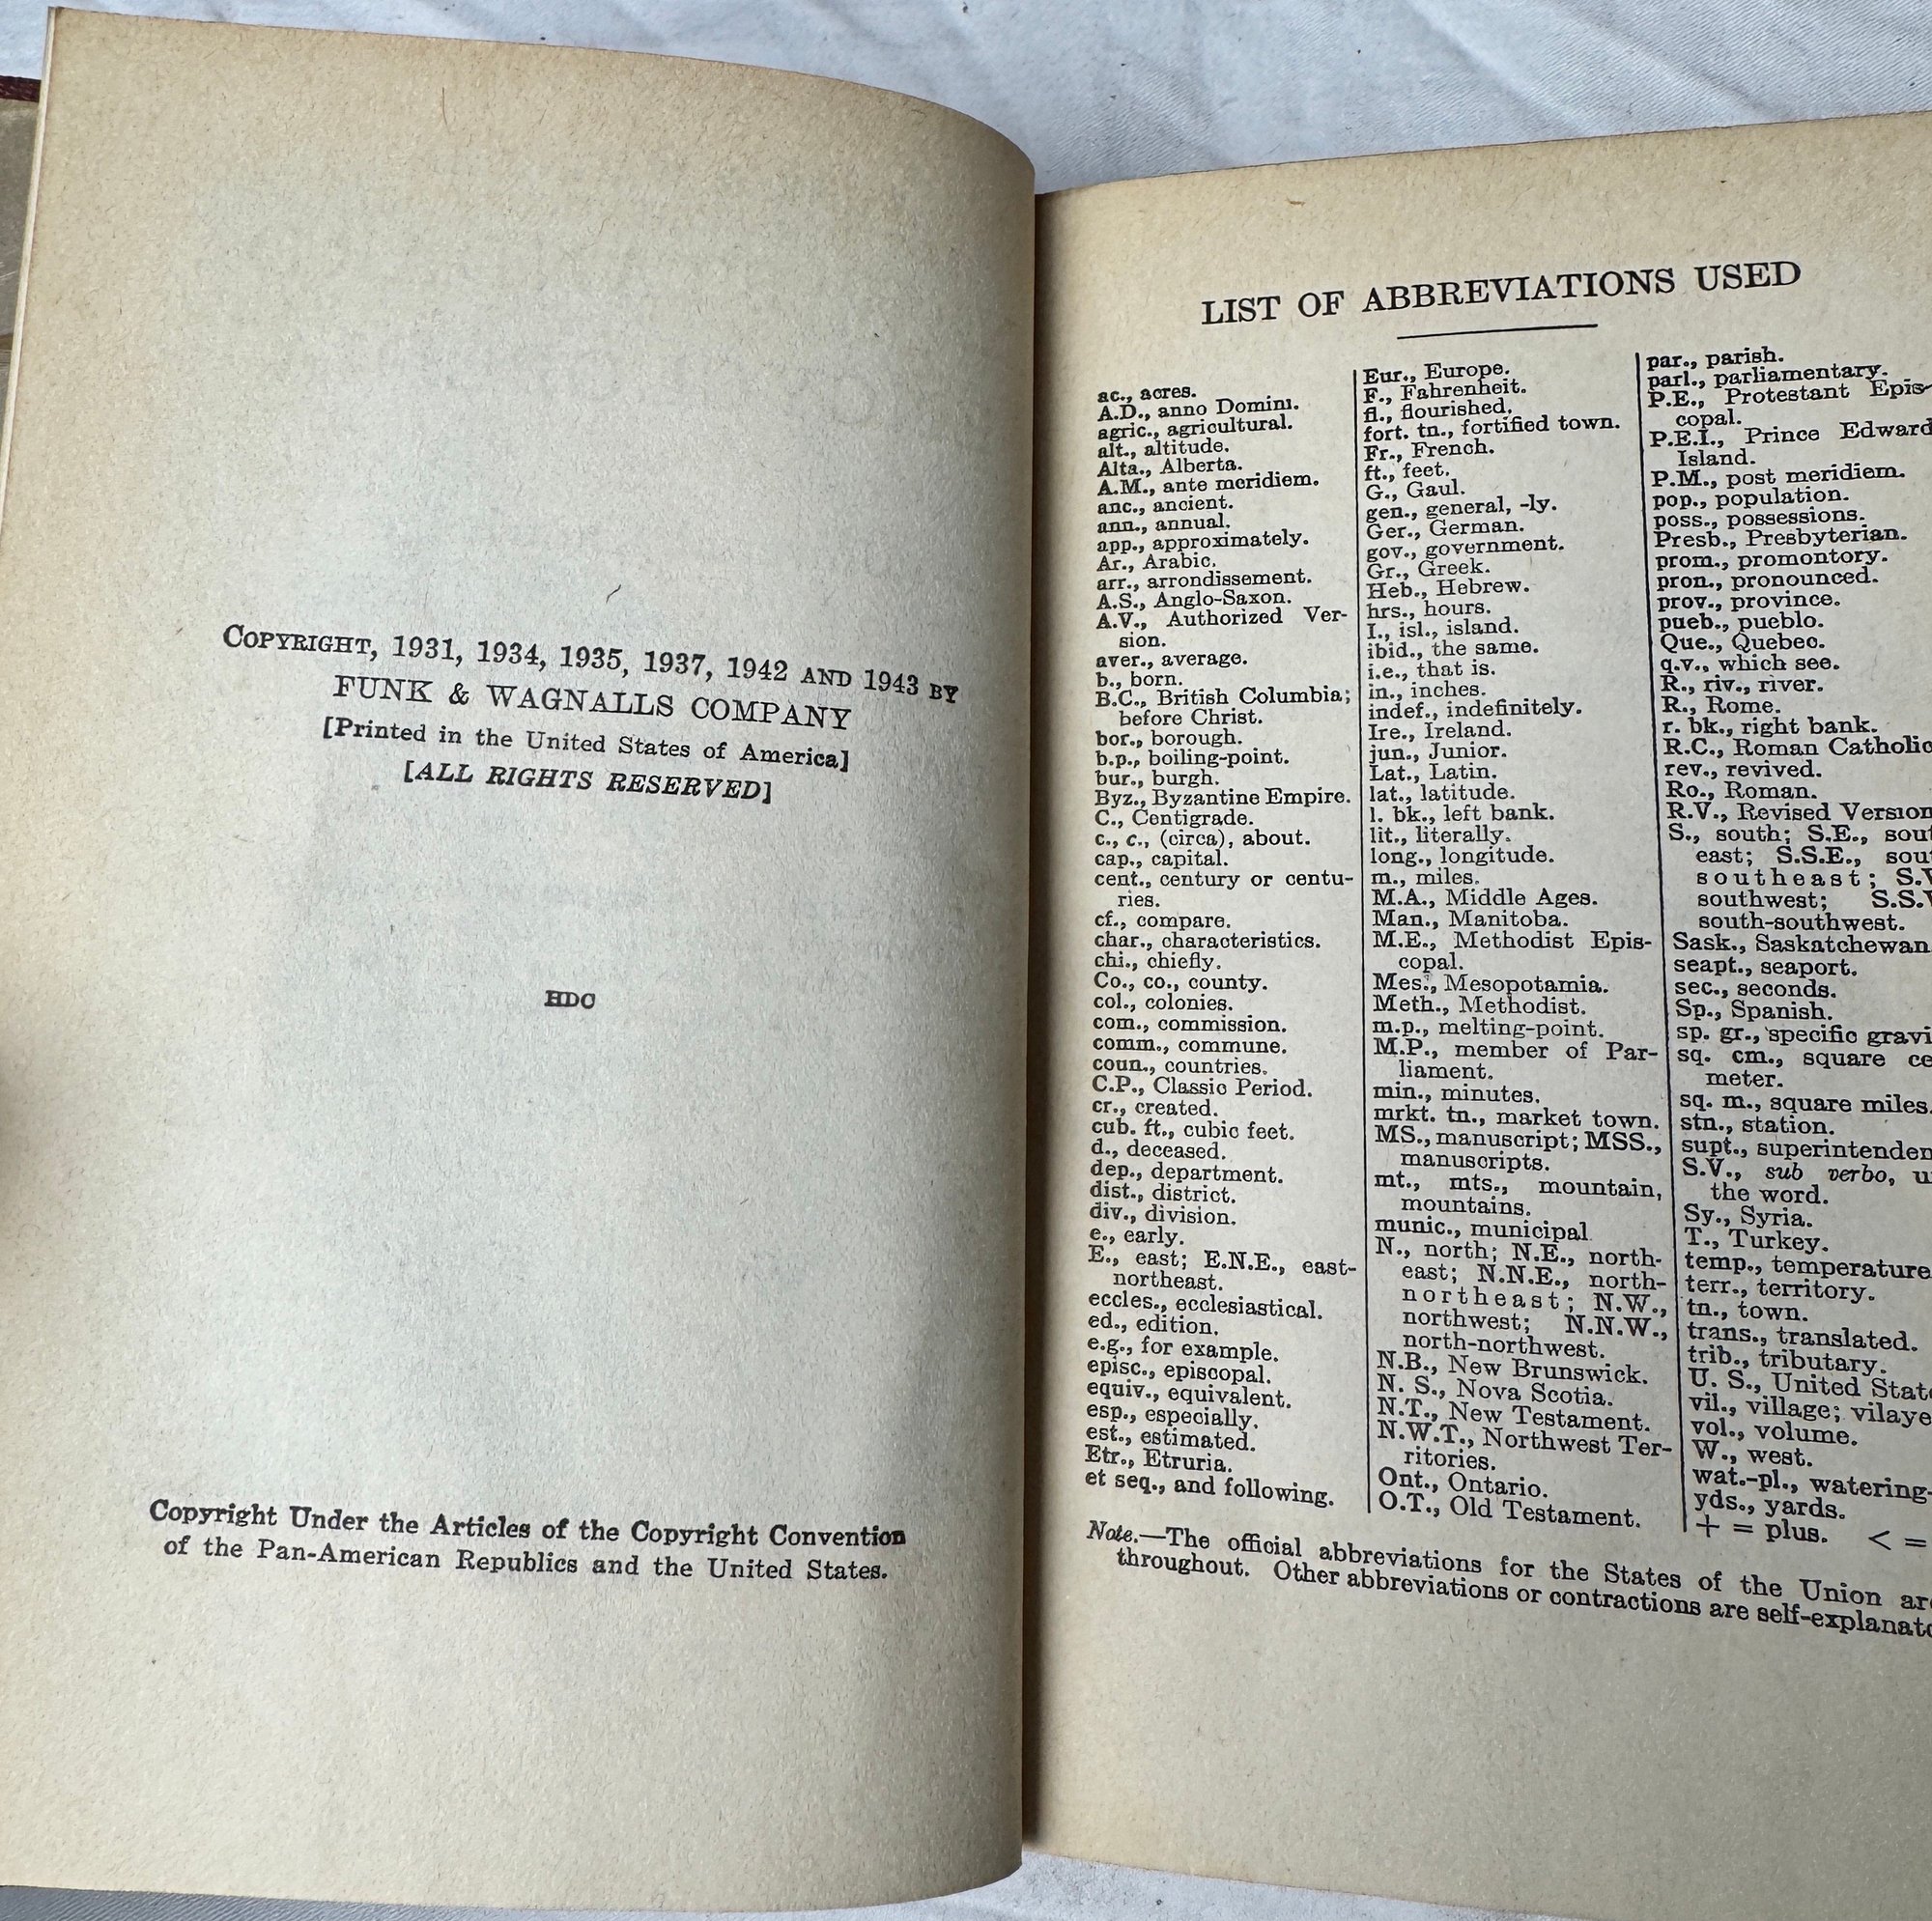 COPYRIGHT, 1931, 1934, 1935, 1937, 1942 AND 1943 BY
FUNK & WAGNALLS COMPANY
[Printed in the United States of America]
[ALL RIGHTS RESERVED]
HDC
Copyright Under the Articles of the Copyright Convention
of the Pan-American Republics and the United States.
LIST OF ABBREVIATIONS USED
ac., acres.
A.D., anno Domini.
agric., agricultural.
alt., altitude.
Alta., Alberta.
A.M., ante meridiem.
anc., ancient.
ann., annual.
app., approximately.
Ar., Arabic.
arr., arrondissement.
A.S., Anglo-Saxon.
A.V., Authorized Ver-
sion.
aver., average.
b., born.
B.C., British Columbia;
before Christ.
bor., borough.
b.p., boiling-point.
bur., burgh.
Byz., Byzantine Empire.
C., Centigrade.
c., c., (circa), about.
cap., capital.
cent., century or centu-
ries.
cf., compare.
char., characteristics.
chi., chiefly.
Co., co., county.
col., colonies.
com., commission.
comm., commune.
coun., countries.
C.P., Classic Period.
cr., created.
cub. ft., cubic feet.
d., deceased.
dep., department.
dist., district.
div., division.
e., early.
E., east; E.N.E., east-
northeast.
eccles., ecclesiastical.
ed., edition.
e.g., for example.
episc., episcopal.
equiv., equivalent.
esp., especially.
est., estimated.
Etr., Etruria.
et seq., and following.
Eur., Europe.
F., Fahrenheit.
fl., flourished.
fort. tn., fortified town.
Fr., French.
ft., feet.
G., Gaul.
gen., general, -ly.
Ger., German.
gov., government.
Gr., Greek.
Heb., Hebrew.
hrs., hours.
I., isl., island.
ibid., the same.
i.e., that is.
in., inches.
indef., indefinitely.
Ire., Ireland.
jun., Junior.
Lat., Latin.
lat., latitude.
l. bk., left bank.
lit., literally.
long., longitude.
m., miles.
M.A., Middle Ages.
Man., Manitoba.
M.E., Methodist Epis-
copal.
Mes., Mesopotamia.
Meth., Methodist.
m.p., melting-point.
M.P., member of Par-
liament.
min., minutes.
mrkt. tn., market town.
MS., manuscript; MSS.,
manuscripts.
mt., mts., mountain,
mountains.
munic., municipal
N., north; N.E., north-
east; N.N.E., north-
northeast; N.W.,
northwest; N.N.W.,
north-northwest.
N.B., New Brunswick.
N. S., Nova Scotia.
N.T., New Testament.
N.W.T., Northwest Ter-
ritories.
Ont., Ontario.
O.T., Old Testament.
par., parish.
parl., parliamentary.
P.E., Protestant Epis-
copal.
P.E.I., Prince Edward
Island.
P.M., post meridiem.
pop., population.
poss., possessions.
Presb., Presbyterian.
prom., promontory.
pron., pronounced.
prov., province.
pueb., pueblo.
Que., Quebec.
q.v., which see.
R., riv., river.
R., Rome.
r. bk., right bank.
R.C., Roman Catholic
rev., revived.
Ro., Roman.
R.V., Revised Version
S., south; S.E., sout
east; S.S.E., sou
southeast; S.
southwest; S.S.
south-southwest.
Sask., Saskatchewan
seapt., seaport.
sec., seconds.
Sp., Spanish.
sp. gr., specific gravi
sq. cm., square ce
meter.
sq. m., square miles.
stn., station.
supt., superintenden
S.V., sub verbo, u
the word.
Sy., Syria.
T., Turkey.
temp., temperature
terr., territory.
tn., town.
trans., translated.
trib., tributary.
U. S., United Stat
vil., village; vilaye
vol., volume.
W., west.
wat.-pl., watering-
yds., yards.
+ = plus. < =
Note.—The official abbreviations for the States of the Union are
throughout. Other abbreviations or contractions are self-explanato